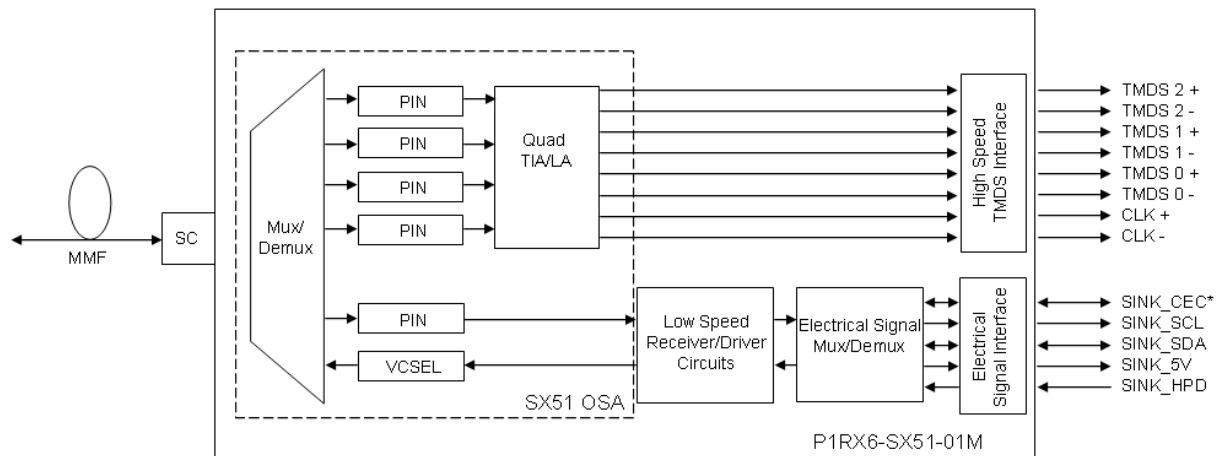 MMF
SC
Mux/
Demux
PIN
PIN
PIN
PIN
PIN
VCSEL
Quad
TIA/LA
SX51 OSA
Low Speed
Receiver/Driver
Circuits
Electrical Signal
Mux/Demux
High Speed
TMDS Interface
Electrical
Signal Interface
P1RX6-SX51-01M
TMDS 2 +
TMDS 2 -
TMDS 1 +
TMDS 1 -
TMDS 0 +
TMDS 0 -
CLK +
CLK -
SINK_CEC*
SINK_SCL
SINK_SDA
SINK_5V
SINK_HPD